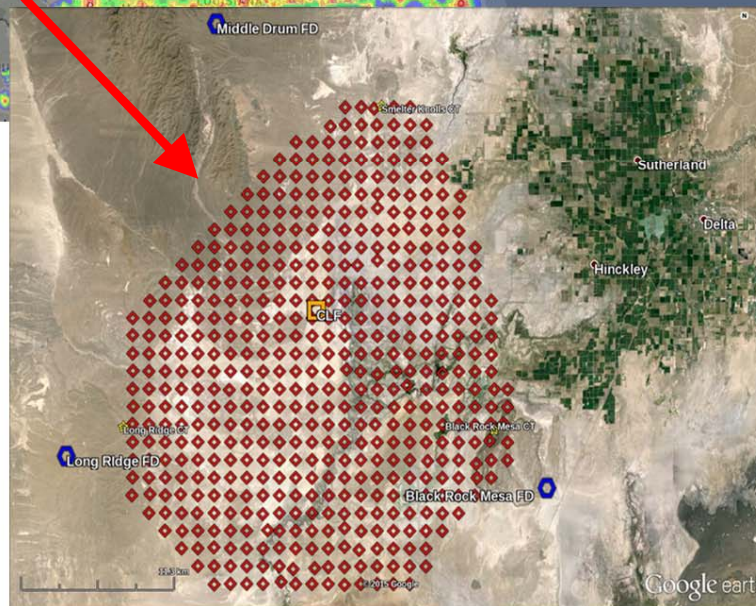 Middle Drum FD
Smelter Knolls CT
Sutherland
Delta
Hinckley
CLF
Long Ridge CT
Black Rock Mesa CT
Long RIdge FD
Black Rock Mesa FD
©2015 Google
Google eart